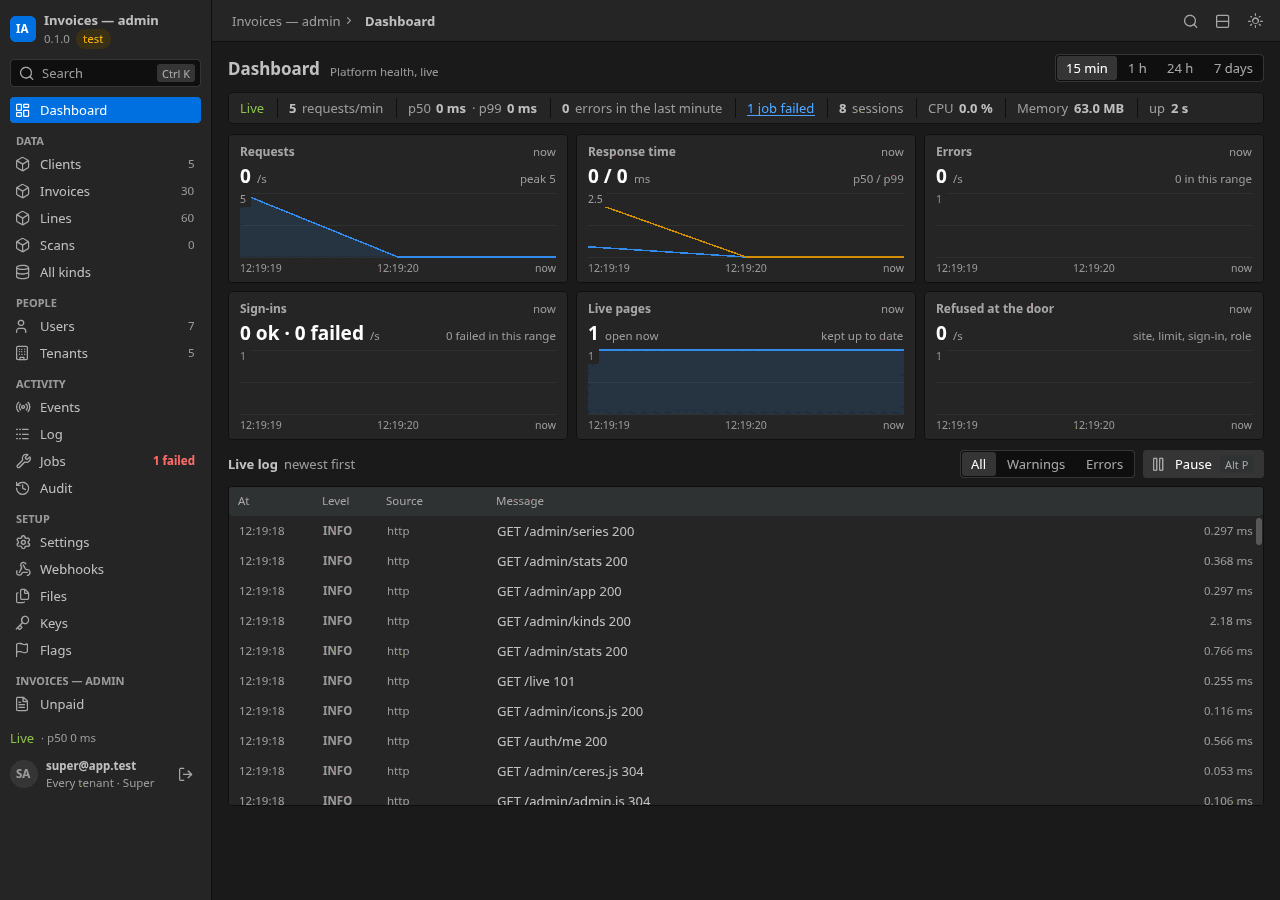 IA
Invoices — admin
0.1.0 test
Search Ctrl K
Dashboard
DATA
Clients 5
Invoices 30
Lines 60
Scans 0
All kinds
PEOPLE
Users 7
Tenants 5
ACTIVITY
Events
Log
Jobs 1 failed
Audit
SETUP
Settings
Webhooks
Files
Keys
Flags
INVOICES — ADMIN
Unpaid
Live · p50 0 ms
SA
super@app.test
Every tenant · Super
Invoices — admin › Dashboard
Dashboard Platform health, live
15 min 1 h 24 h 7 days
Live 5 requests/min p50 0 ms · p99 0 ms 0 errors in the last minute 1 job failed 8 sessions CPU 0.0 % Memory 63.0 MB up 2 s
Requests now
0 /s peak 5
5
12:19:19 12:19:20 now
Response time now
0 / 0 ms p50 / p99
2.5
12:19:19 12:19:20 now
Errors now
0 /s 0 in this range
1
12:19:19 12:19:20 now
Sign-ins now
0 ok · 0 failed /s 0 failed in this range
1
12:19:19 12:19:20 now
Live pages now
1 open now kept up to date
1
12:19:19 12:19:20 now
Refused at the door now
0 /s site, limit, sign-in, role
1
12:19:19 12:19:20 now
Live log newest first
All Warnings Errors Pause Alt P
At Level Source Message
12:19:18 INFO http GET /admin/series 200 0.297 ms
12:19:18 INFO http GET /admin/stats 200 0.368 ms
12:19:18 INFO http GET /admin/app 200 0.297 ms
12:19:18 INFO http GET /admin/kinds 200 2.18 ms
12:19:18 INFO http GET /admin/stats 200 0.766 ms
12:19:18 INFO http GET /live 101 0.255 ms
12:19:18 INFO http GET /admin/icons.js 200 0.116 ms
12:19:18 INFO http GET /auth/me 200 0.566 ms
12:19:18 INFO http GET /admin/ceres.js 304 0.053 ms
12:19:18 INFO http GET /admin/admin.js 304 0.106 ms